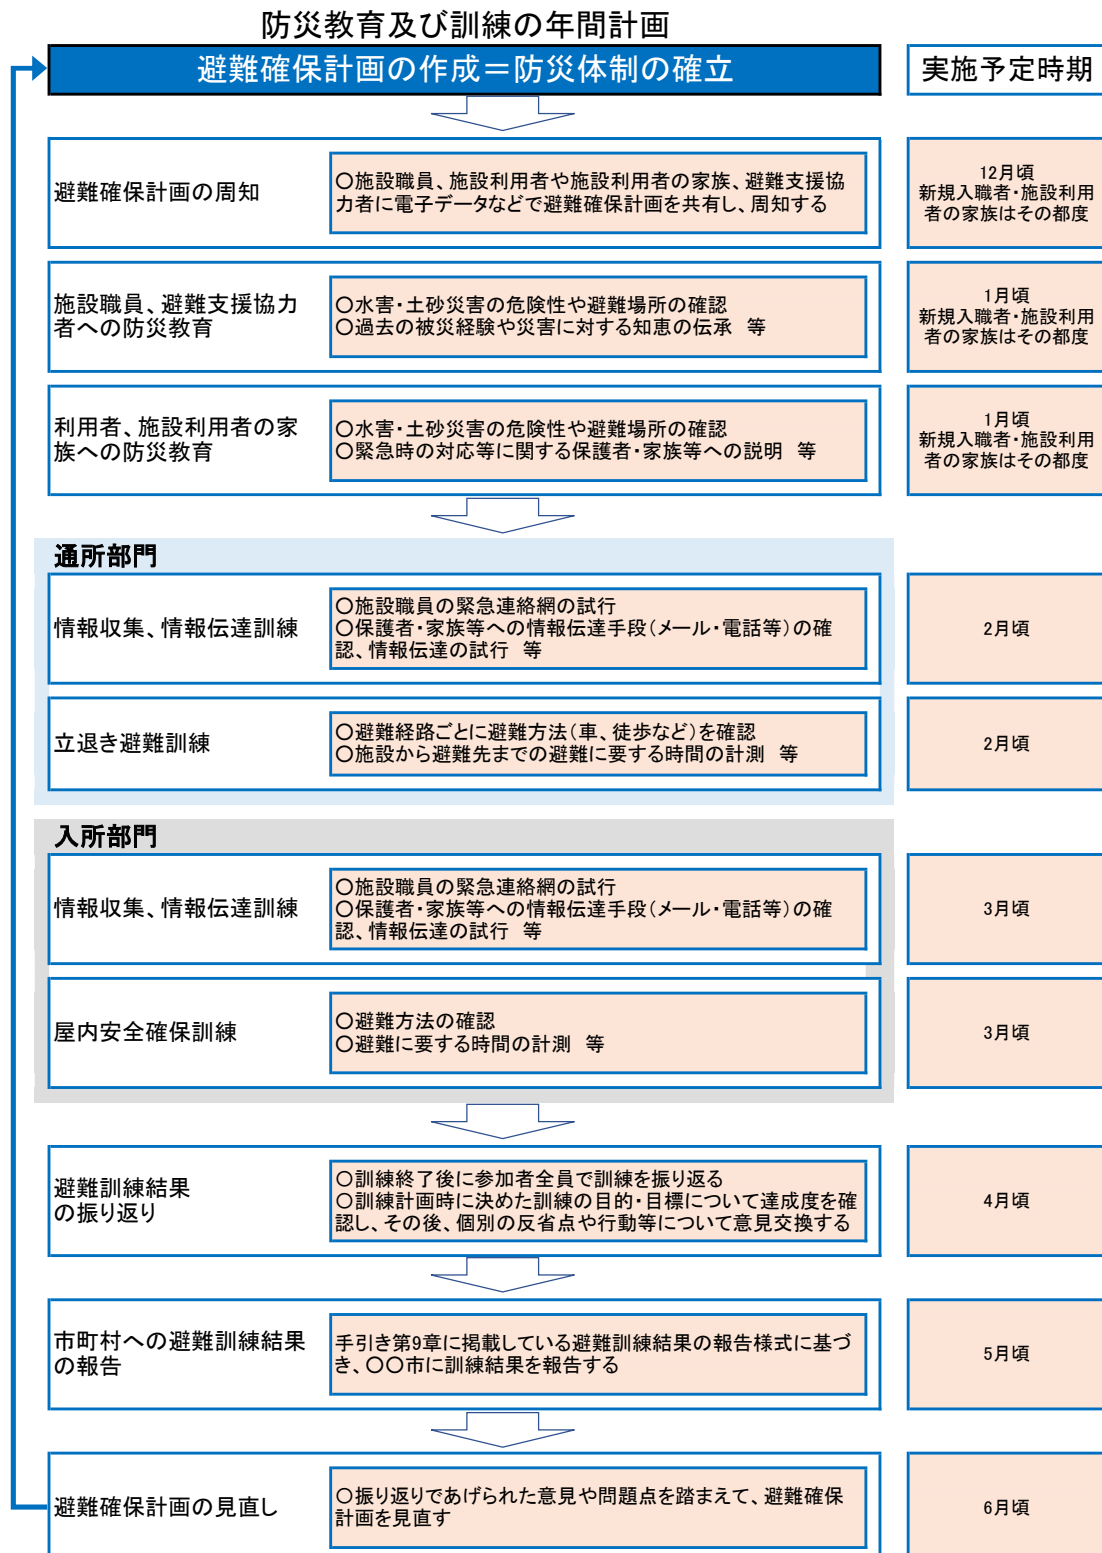 防災教育及び訓練の年間計画
避難確保計画の作成＝防災体制の確立
実施予定時期
避難確保計画の周知
〇施設職員、施設利用者や施設利用者の家族、避難支援協
力者に電子データなどで避難確保計画を共有し、周知する
12月頃
新規入職者・施設利用
者の家族はその都度
施設職員、避難支援協力
者への防災教育
〇水害・土砂災害の危険性や避難場所の確認
〇過去の被災経験や災害に対する知恵の伝承　等
1月頃
新規入職者・施設利用
者の家族はその都度
利用者、施設利用者の家
族への防災教育
〇水害・土砂災害の危険性や避難場所の確認
〇緊急時の対応等に関する保護者・家族等への説明　等
1月頃
新規入職者・施設利用
者の家族はその都度
通所部門
情報収集、情報伝達訓練
〇施設職員の緊急連絡網の試行
〇保護者・家族等への情報伝達手段（メール・電話等）の確
認、情報伝達の試行　等
2月頃
立退き避難訓練
〇避難経路ごとに避難方法（車、徒歩など）を確認
〇施設から避難先までの避難に要する時間の計測　等
2月頃
入所部門
情報収集、情報伝達訓練
〇施設職員の緊急連絡網の試行
〇保護者・家族等への情報伝達手段（メール・電話等）の確
認、情報伝達の試行　等
3月頃
屋内安全確保訓練
〇避難方法の確認
〇避難に要する時間の計測　等
3月頃
避難訓練結果
の振り返り
〇訓練終了後に参加者全員で訓練を振り返る
〇訓練計画時に決めた訓練の目的・目標について達成度を確
認し、その後、個別の反省点や行動等について意見交換する
4月頃
市町村への避難訓練結果
の報告
手引き第9章に掲載している避難訓練結果の報告様式に基づ
き、〇〇市に訓練結果を報告する
5月頃
避難確保計画の見直し
〇振り返りであげられた意見や問題点を踏まえて、避難確保
計画を見直す
6月頃